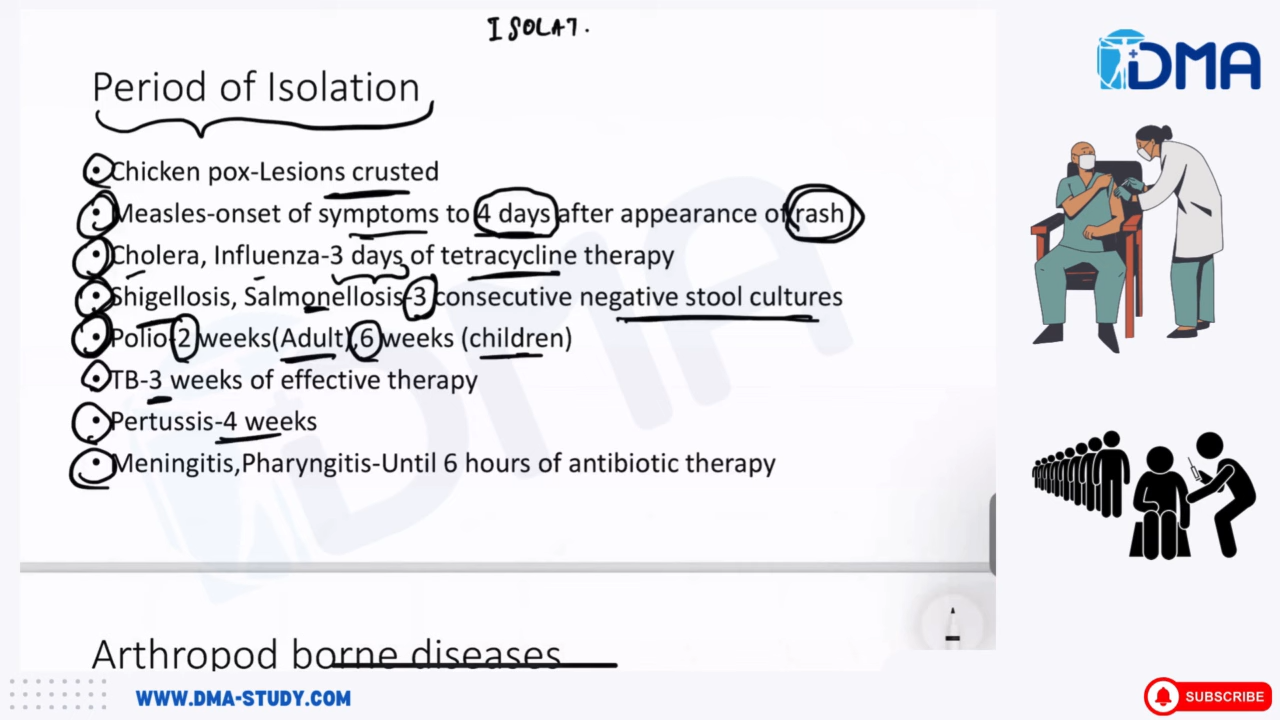 ISOLAT.
DMA
Period of Isolation
Chicken pox-Lesions crusted
Measles-onset of symptoms to 4 days after appearance of rash
Cholera, Influenza-3 days of tetracycline therapy
Shigellosis, Salmonellosis-3 consecutive negative stool cultures
Polio-2 weeks(Adult),6 weeks (children)
TB-3 weeks of effective therapy
Pertussis-4 weeks
Meningitis,Pharyngitis-Until 6 hours of antibiotic therapy
DMA
Arthropod borne diseases
WWW.DMA-STUDY.COM
SUBSCRIBE